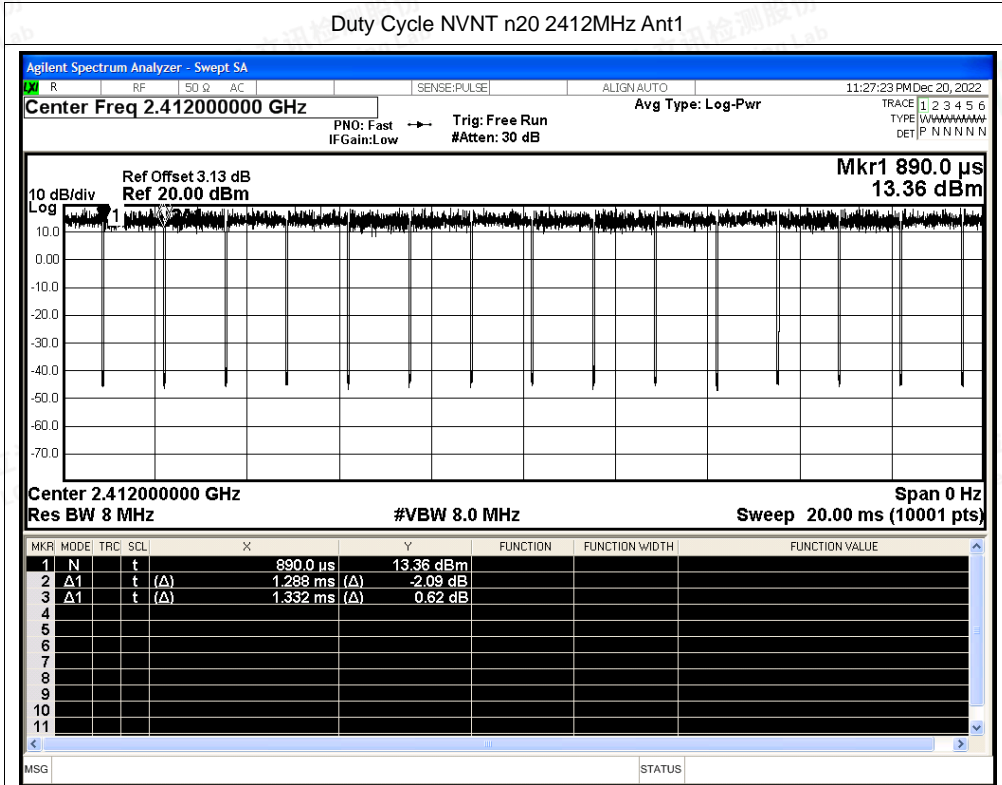 Duty Cycle NVNT n20 2412MHz Ant1
Agilent Spectrum Analyzer - Swept SA
LXI R RF 50 Ω AC SENSE:PULSE ALIGN AUTO 11:27:23 PM Dec 20, 2022
Center Freq 2.412000000 GHz Avg Type: Log-Pwr TRACE 1 2 3 4 5 6
PNO: Fast Trig: Free Run TYPE W
IFGain:Low #Atten: 30 dB DET P N N N N N
Mkr1 890.0 µs
Ref Offset 3.13 dB
10 dB/div Ref 20.00 dBm 13.36 dBm
Log
1
10.0
0.00
-10.0
-20.0
-30.0
-40.0
-50.0
-60.0
-70.0
Center 2.412000000 GHz Span 0 Hz
Res BW 8 MHz #VBW 8.0 MHz Sweep 20.00 ms (10001 pts)
MKR MODE TRC SCL X Y FUNCTION FUNCTION WIDTH FUNCTION VALUE
1 N t 890.0 µs 13.36 dBm
2 Δ1 t (Δ) 1.288 ms (Δ) -2.09 dB
3 Δ1 t (Δ) 1.332 ms (Δ) 0.62 dB
4
5
6
7
8
9
10
11
MSG STATUS